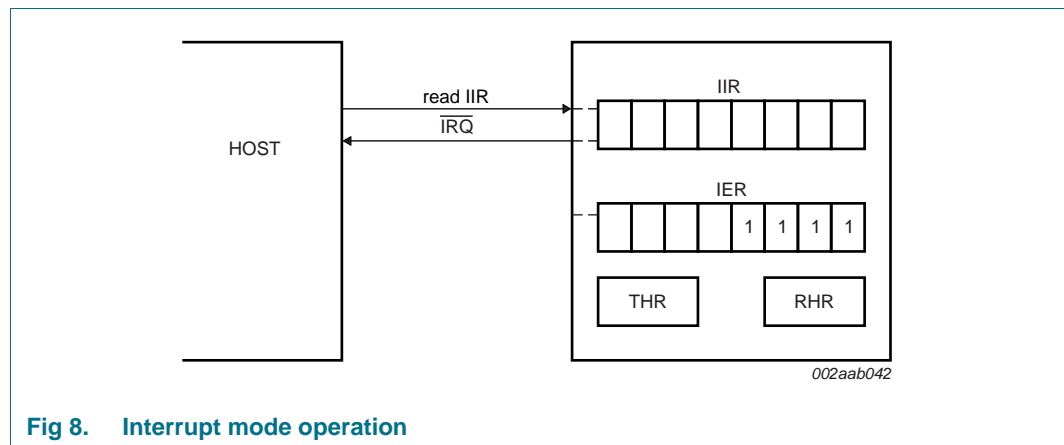 HOST
read IIR
IRQ
IIR
IER
1 1 1 1
THR RHR
002aab042
Fig 8. Interrupt mode operation